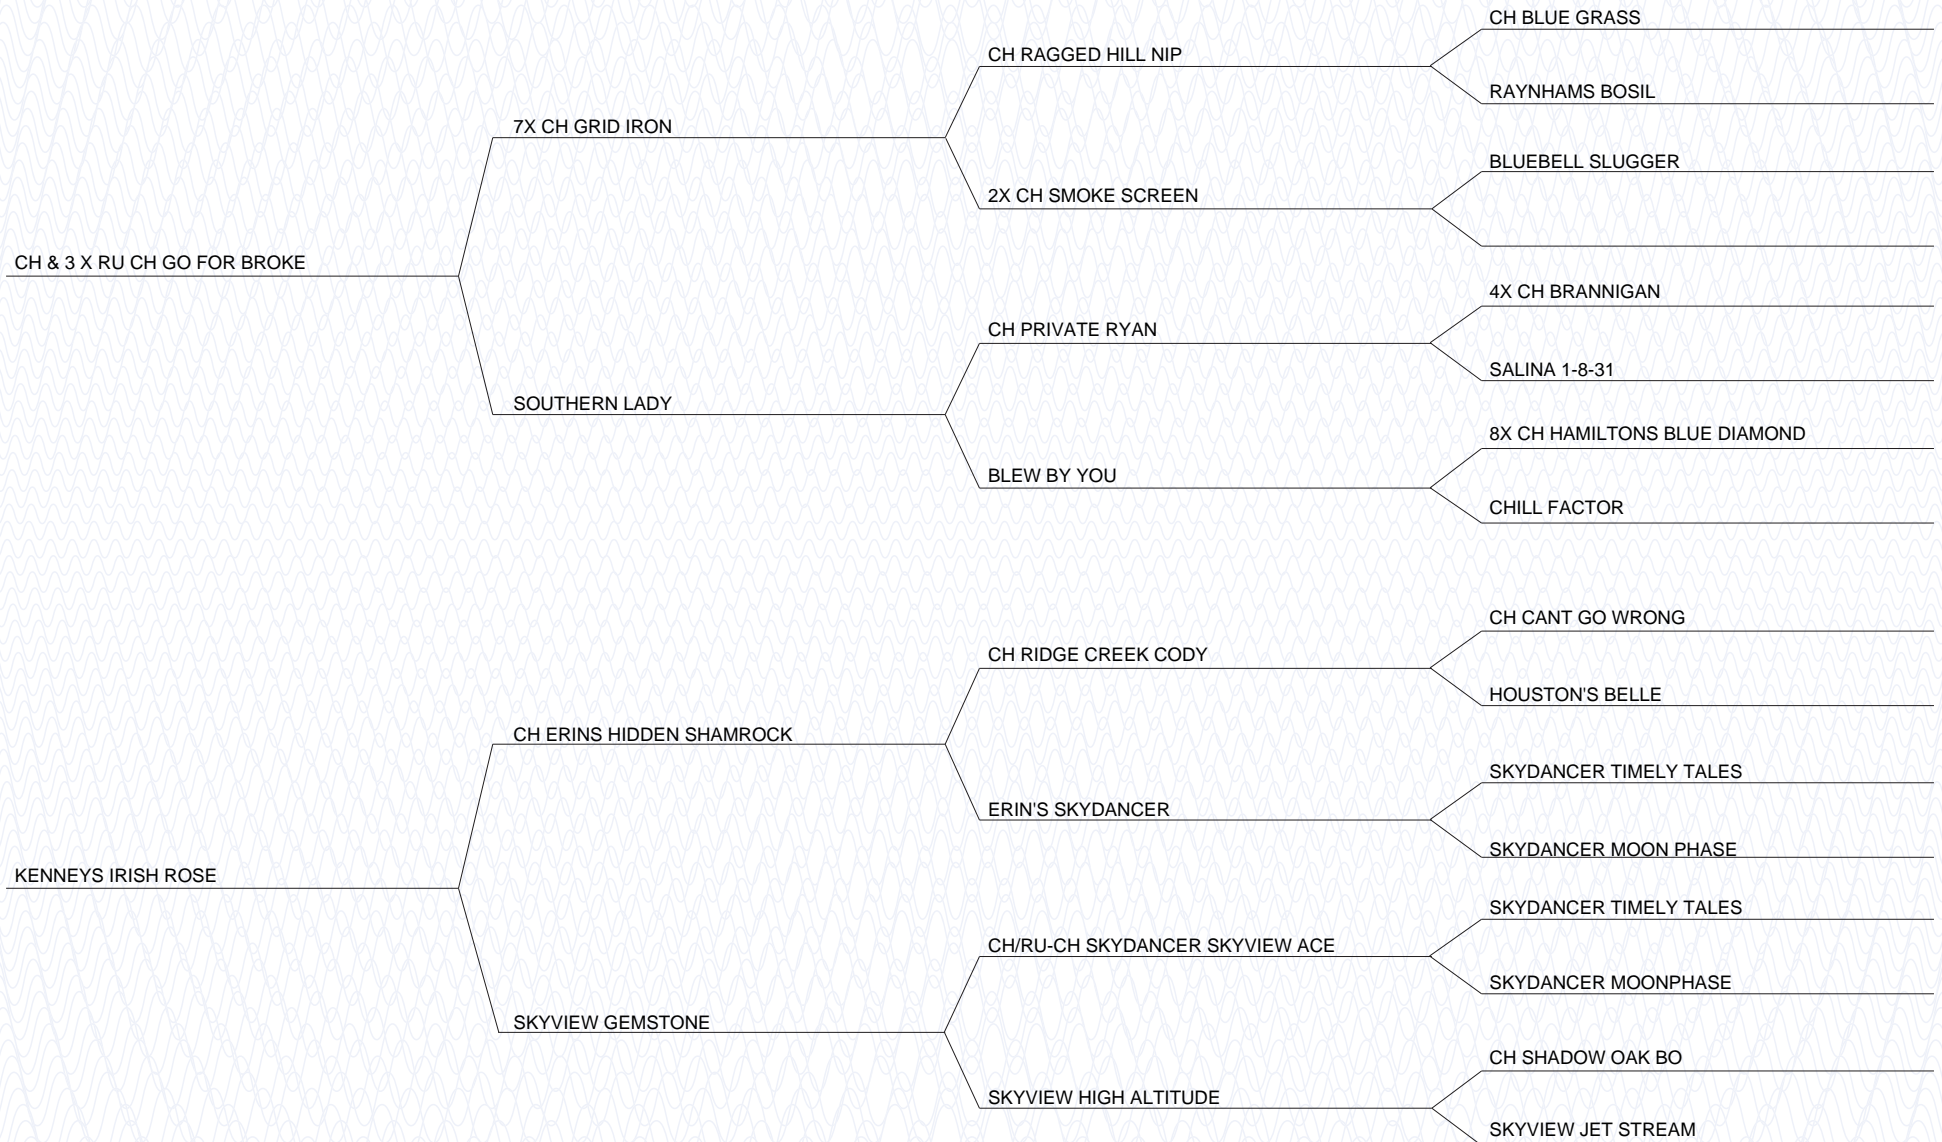 CH BLUE GRASS
CH RAGGED HILL NIP
RAYNHAMS BOSIL
7X CH GRID IRON
BLUEBELL SLUGGER
2X CH SMOKE SCREEN
CH & 3 X RU CH GO FOR BROKE
4X CH BRANNIGAN
CH PRIVATE RYAN
SALINA 1-8-31
SOUTHERN LADY
8X CH HAMILTONS BLUE DIAMOND
BLEW BY YOU
CHILL FACTOR
CH CANT GO WRONG
CH RIDGE CREEK CODY
HOUSTON'S BELLE
CH ERINS HIDDEN SHAMROCK
SKYDANCER TIMELY TALES
ERIN'S SKYDANCER
SKYDANCER MOON PHASE
KENNEYS IRISH ROSE
SKYDANCER TIMELY TALES
CH/RU-CH SKYDANCER SKYVIEW ACE
SKYDANCER MOONPHASE
SKYVIEW GEMSTONE
CH SHADOW OAK BO
SKYVIEW HIGH ALTITUDE
SKYVIEW JET STREAM